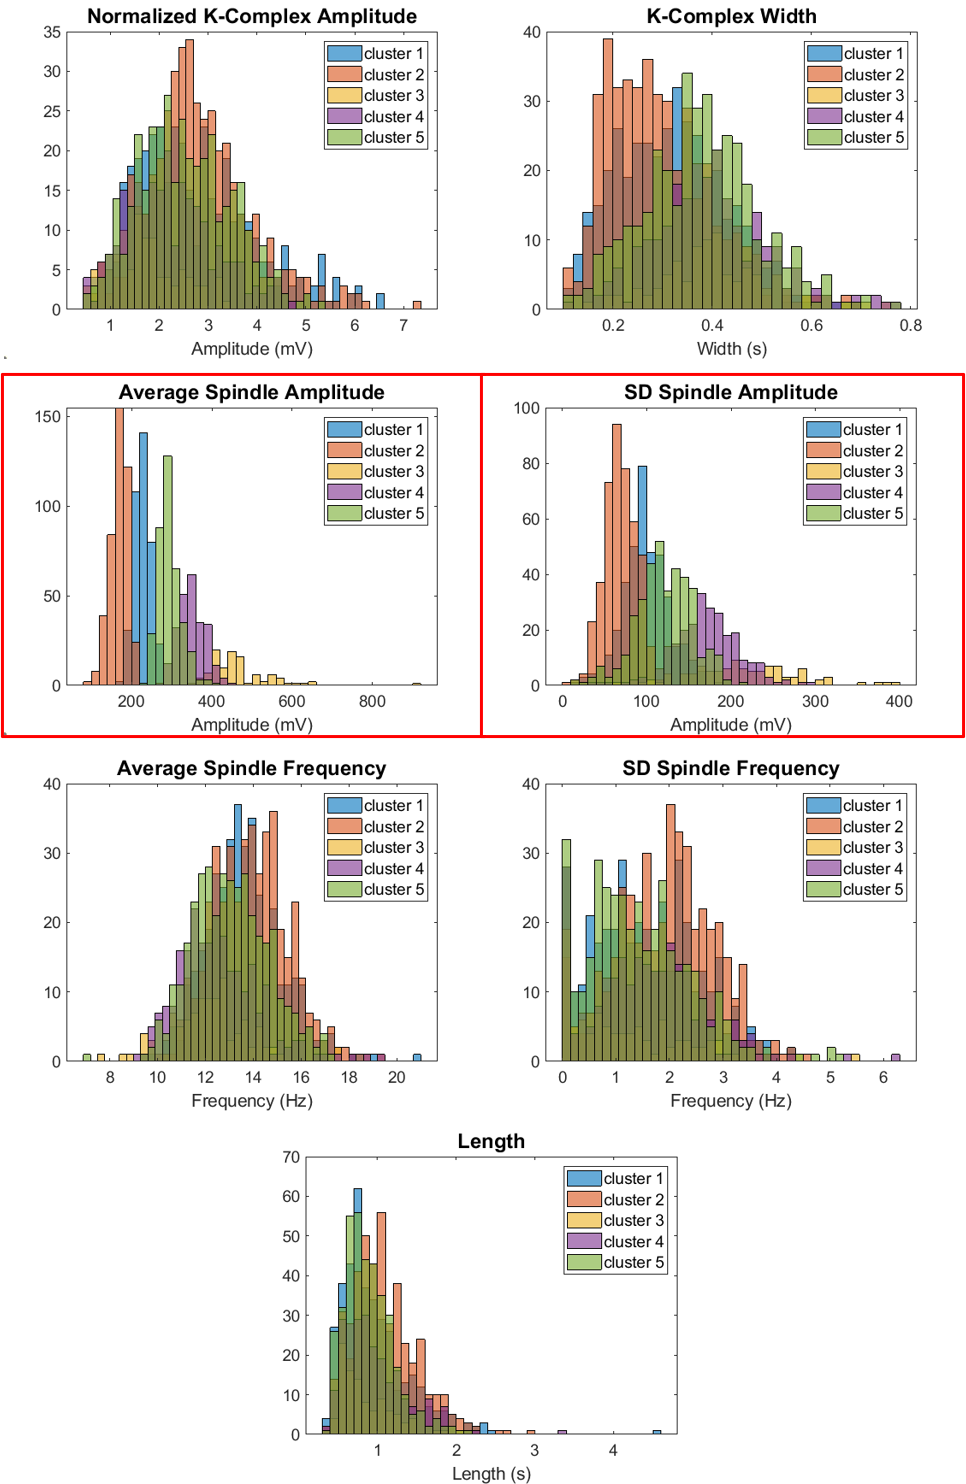 Normalized K-Complex Amplitude
35
30
25
20
15
10
5
0
1 2 3 4 5 6 7
Amplitude (mV)
cluster 1
cluster 2
cluster 3
cluster 4
cluster 5
K-Complex Width
40
30
20
10
0
0.2 0.4 0.6 0.8
Width (s)
cluster 1
cluster 2
cluster 3
cluster 4
cluster 5
Average Spindle Amplitude
150
100
50
0
200 400 600 800
Amplitude (mV)
cluster 1
cluster 2
cluster 3
cluster 4
cluster 5
SD Spindle Amplitude
100
80
60
40
20
0
0 100 200 300 400
Amplitude (mV)
cluster 1
cluster 2
cluster 3
cluster 4
cluster 5
Average Spindle Frequency
40
30
20
10
0
8 10 12 14 16 18 20
Frequency (Hz)
cluster 1
cluster 2
cluster 3
cluster 4
cluster 5
SD Spindle Frequency
40
30
20
10
0
0 1 2 3 4 5 6
Frequency (Hz)
cluster 1
cluster 2
cluster 3
cluster 4
cluster 5
Length
70
60
50
40
30
20
10
0
1 2 3 4
Length (s)
cluster 1
cluster 2
cluster 3
cluster 4
cluster 5